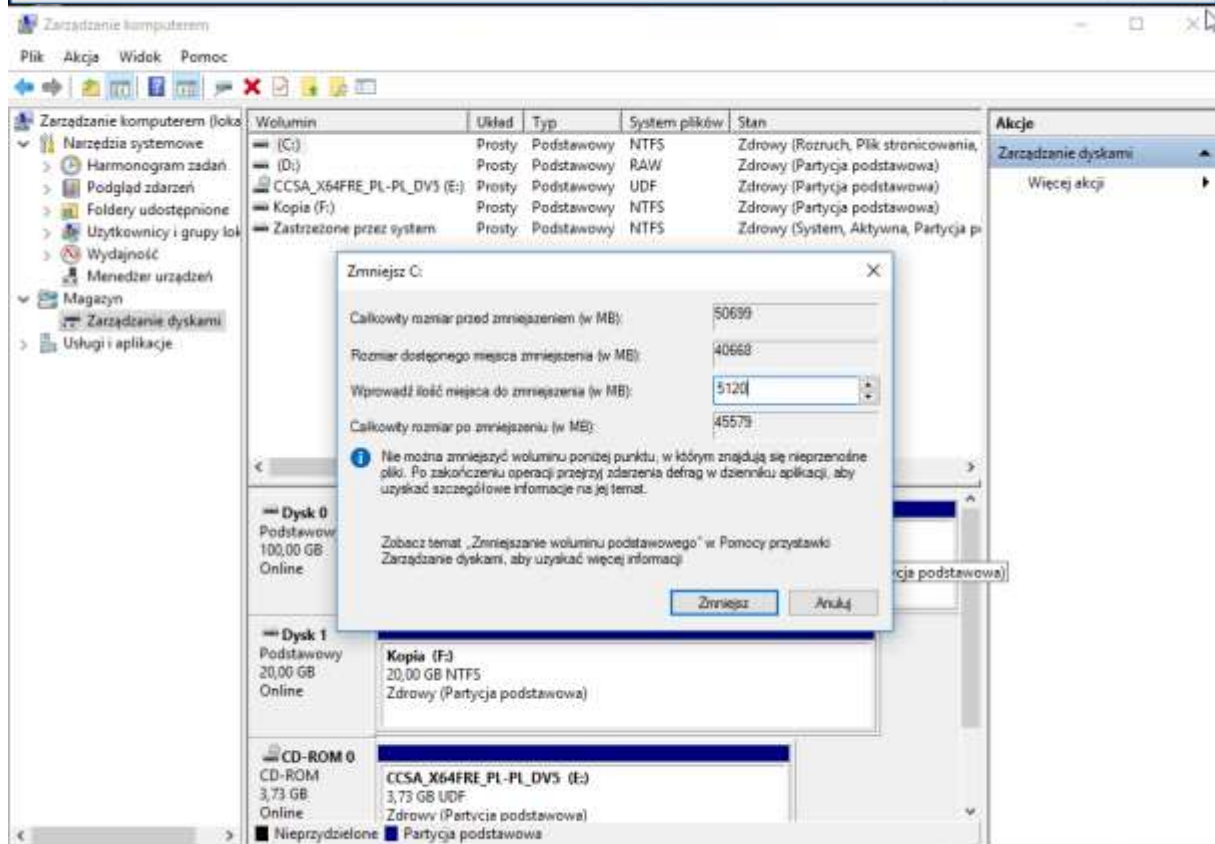 Zarządzanie komputerem
Plik Akcja Widok Pomoc
Zarządzanie komputerem (loka
Narzędzia systemowe
Harmonogram zadań
Podgląd zdarzeń
Foldery udostępnione
Użytkownicy i grupy lok
Wydajność
Menedżer urządzeń
Magazyn
Zarządzanie dyskami
Usługi i aplikacje
Wolumin Układ Typ System plików Stan
(C:) Prosty Podstawowy NTFS Zdrowy (Rozruch, Plik stronicowania,
(D:) Prosty Podstawowy RAW Zdrowy (Partycja podstawowa)
CCSA_X64FRE_PL-PL_DV5 (E:) Prosty Podstawowy UDF Zdrowy (Partycja podstawowa)
Kopia (F:) Prosty Podstawowy NTFS Zdrowy (Partycja podstawowa)
Zastrzeżone przez system Prosty Podstawowy NTFS Zdrowy (System, Aktywna, Partycja p
Akcje
Zarządzanie dyskami
Więcej akcji
Zmniejsz C:
Całkowity rozmiar przed zmniejszeniem (w MB): 50699
Rozmiar dostępnego miejsca zmniejszenia (w MB): 40668
Wprowadź ilość miejsca do zmniejszenia (w MB): 5120
Całkowity rozmiar po zmniejszeniu (w MB): 45579
Nie można zmniejszyć woluminu poniżej punktu, w którym znajdują się nieprzenośne
pliki. Po zakończeniu operacji przejrzyj zdarzenia defrag w dzienniku aplikacji, aby
uzyskać szczegółowe informacje na jej temat.
Zobacz temat „Zmniejszanie woluminu podstawowego” w Pomocy przystawki
Zarządzanie dyskami, aby uzyskać więcej informacji
Zmniejsz Anuluj
Dysk 0
Podstawow
100,00 GB
Online
cja podstawowa)
Dysk 1
Podstawowy
20,00 GB
Online
Kopia (F:)
20,00 GB NTFS
Zdrowy (Partycja podstawowa)
CD-ROM 0
CD-ROM
3,73 GB
Online
CCSA_X64FRE_PL-PL_DV5 (E:)
3,73 GB UDF
Zdrowy (Partycja podstawowa)
Nieprzydzielone Partycja podstawowa